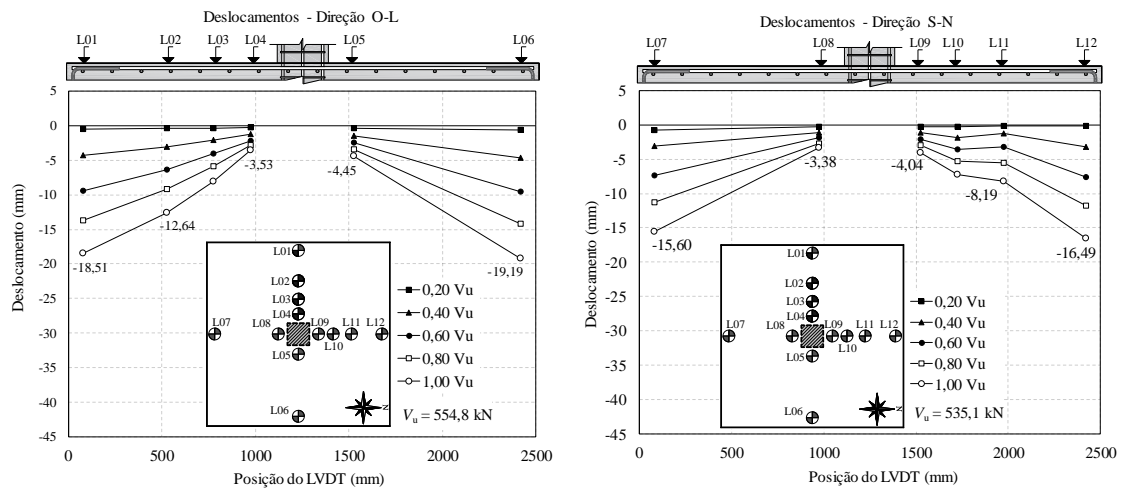 Deslocamentos - Direção O-L
L01 L02 L03 L04 L05 L06
5
0
-5
-10
-15
-20
-25
-30
-35
-40
-45
Deslocamento (mm)
-3,53
-4,45
-12,64
-18,51
-19,19
L01
L02
L03
L04
L07 L08 L09 L11 L12
L10
L05
L06
N
0,20 Vu
0,40 Vu
0,60 Vu
0,80 Vu
1,00 Vu
Vu = 554,8 kN
0 500 1000 1500 2000 2500
Posição do LVDT (mm)
Deslocamentos - Direção S-N
L07 L08 L09 L10 L11 L12
5
0
-5
-10
-15
-20
-25
-30
-35
-40
-45
Deslocamento (mm)
-3,38
-4,04
-8,19
-15,60
-16,49
L01
L02
L03
L04
L07 L08 L09 L11 L12
L10
L05
L06
N
0,20 Vu
0,40 Vu
0,60 Vu
0,80 Vu
1,00 Vu
Vu = 535,1 kN
0 500 1000 1500 2000 2500
Posição do LVDT (mm)